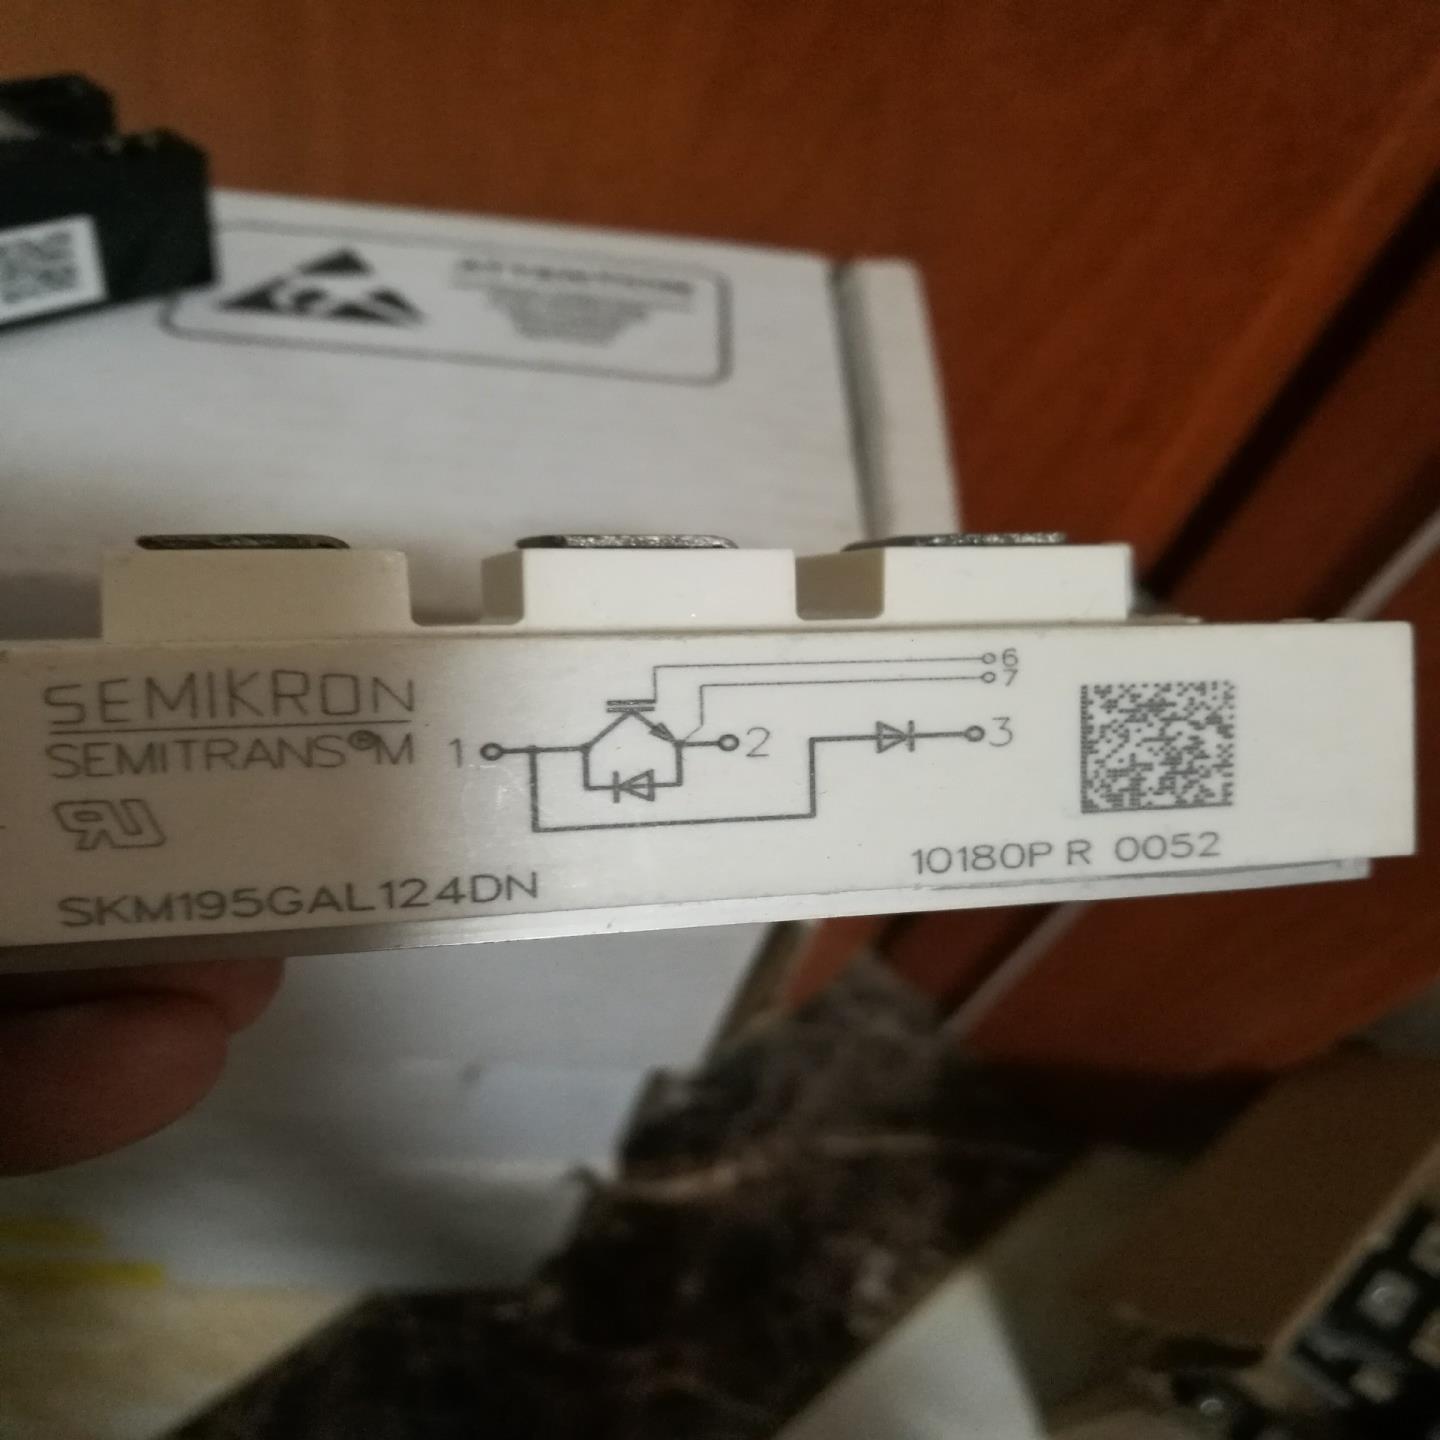 SEMIKRON
SEMITRANS®M
SKM195GAL124DN
1
2
3
6
7
10180P R 0052